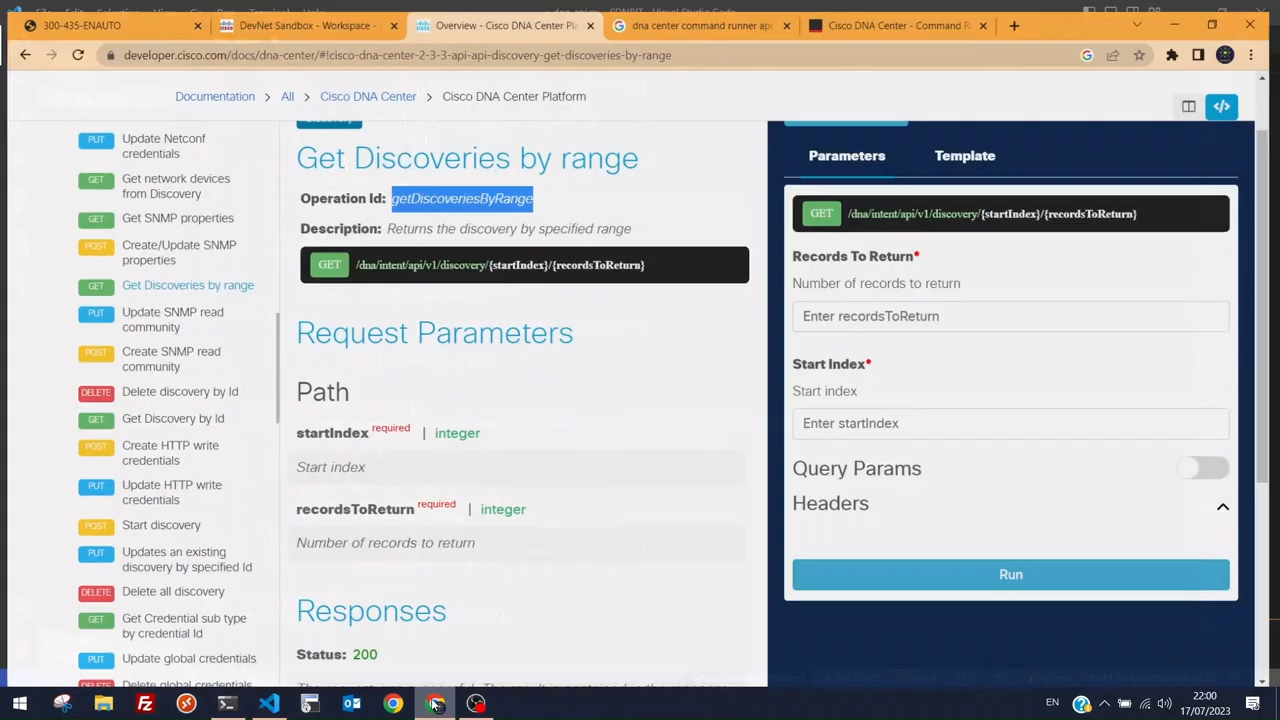 300-435-ENAUTO
DevNet Sandbox - Workspace -
Overview - Cisco DNA Center Pla
dna center command runner api
Cisco DNA Center - Command R
developer.cisco.com/docs/dna-center/#!cisco-dna-center-2-3-3-api-api-discovery-get-discoveries-by-range
Documentation > All > Cisco DNA Center > Cisco DNA Center Platform
PUT Update Netconf
credentials
GET Get network devices
from Discovery
GET Get SNMP properties
POST Create/Update SNMP
properties
GET Get Discoveries by range
PUT Update SNMP read
community
POST Create SNMP read
community
DELETE Delete discovery by Id
GET Get Discovery by Id
POST Create HTTP write
credentials
PUT Update HTTP write
credentials
POST Start discovery
PUT Updates an existing
discovery by specified Id
DELETE Delete all discovery
GET Get Credential sub type
by credential Id
PUT Update global credentials
Get Discoveries by range
Operation Id: getDiscoveriesByRange
Description: Returns the discovery by specified range
GET /dna/intent/api/v1/discovery/{startIndex}/{recordsToReturn}
Request Parameters
Path
startIndex required | integer
Start index
recordsToReturn required | integer
Number of records to return
Responses
Status: 200
Parameters
Template
GET /dna/intent/api/v1/discovery/{startIndex}/{recordsToReturn}
Records To Return*
Number of records to return
Enter recordsToReturn
Start Index*
Start index
Enter startIndex
Query Params
Headers
Run
EN
22:00
17/07/2023